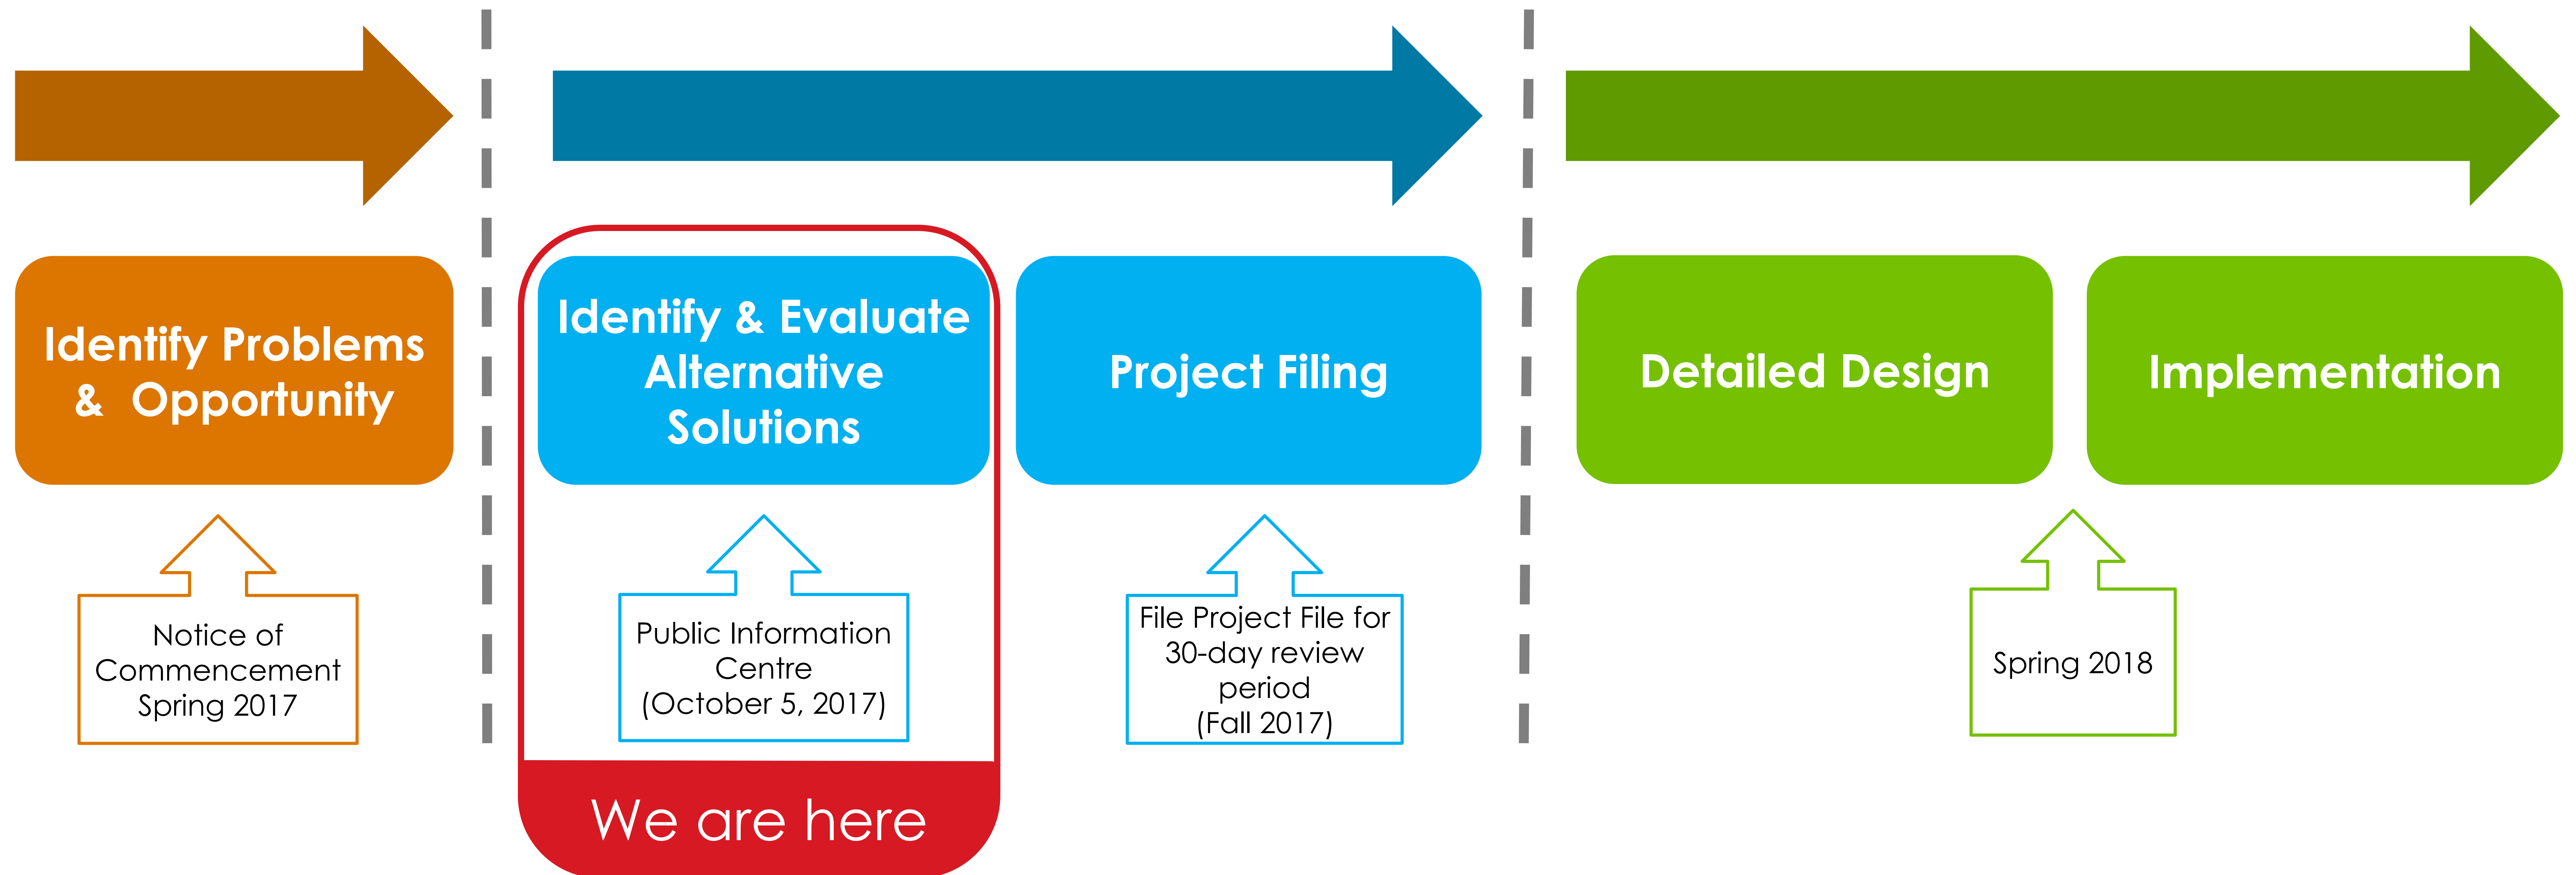 Identify Problems
& Opportunity
Identify & Evaluate
Alternative
Solutions
Project Filing
Detailed Design
Implementation
Notice of
Commencement
Spring 2017
Public Information
Centre
(October 5, 2017)
File Project File for
30-day review
period
(Fall 2017)
Spring 2018
We are here